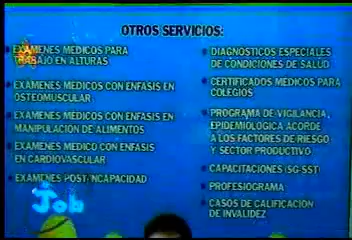 OTROS SERVICIOS:
EXAMENES MEDICOS PARA
TRABAJO EN ALTURAS
EXAMENES MEDICOS CON ENFASIS EN
OSTEOMUSCULAR
EXAMENES MEDICOS CON ENFASIS EN
MANIPULACION DE ALIMENTOS
EXAMENES MEDICO CON ENFASIS
EN CARDIOVASCULAR
EXAMENES POST/NCAPACIDAD
DIAGNOSTICOS ESPECIALES
DE CONDICIONES DE SALUD
CERTIFICADOS MEDICOS PARA
COLEGIOS
PROGRAMA DE VIGILANCIA,
EPIDEMIOLOGICA ACORDE
A LOS FACTORES DE RIESGO
Y SECTOR PRODUCTIVO
CAPACITACIONES (SG-SST)
PROFESIOGRAMA
CASOS DE CALIFICACION
DE INVALIDEZ
Job